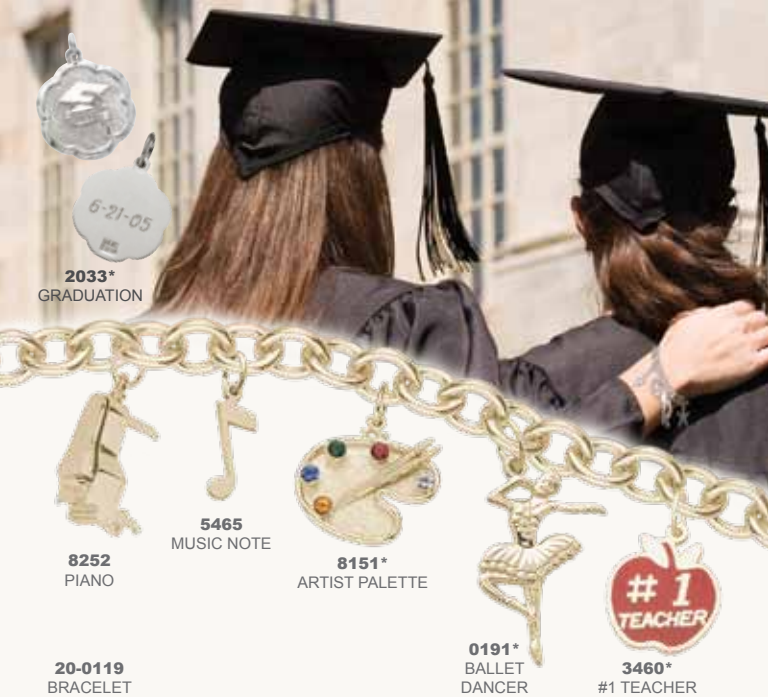 6-21-05
2033*
GRADUATION
5465
MUSIC NOTE
8252
PIANO
8151*
ARTIST PALETTE
# 1
TEACHER
0191*
BALLET
DANCER
3460*
#1 TEACHER
20-0119
BRACELET